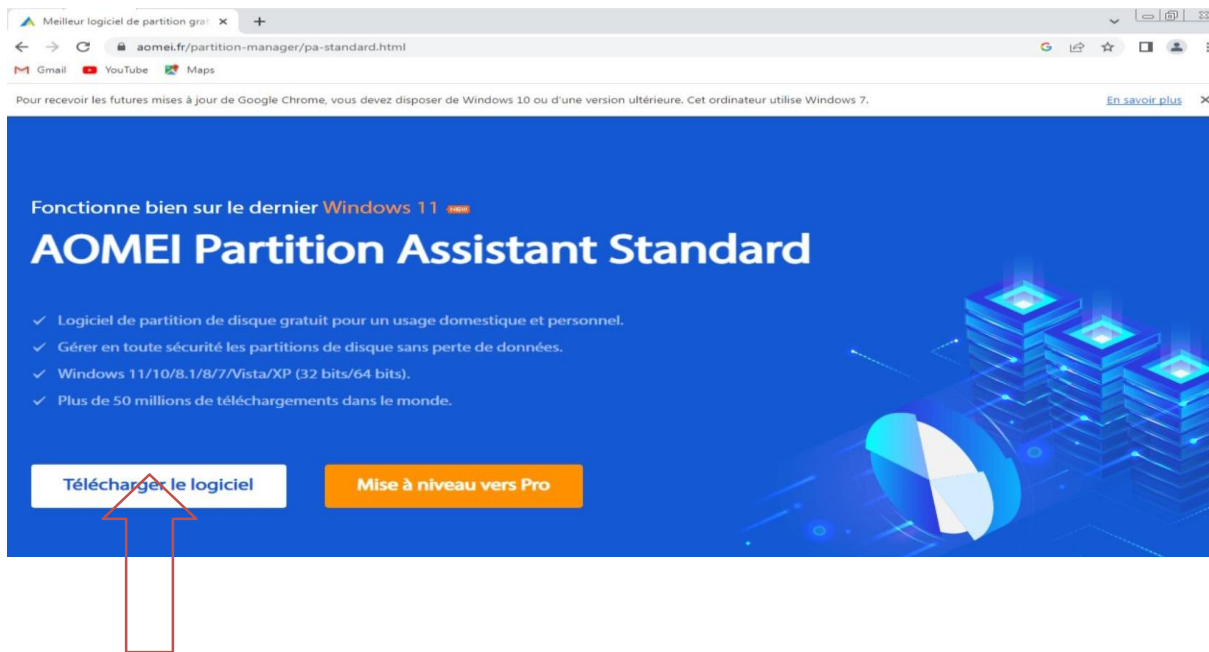 Meilleur logiciel de partition grat
aomei.fr/partition-manager/pa-standard.html
Gmail YouTube Maps
Pour recevoir les futures mises à jour de Google Chrome, vous devez disposer de Windows 10 ou d'une version ultérieure. Cet ordinateur utilise Windows 7. En savoir plus
Fonctionne bien sur le dernier Windows 11 NEW
AOMEI Partition Assistant Standard
Logiciel de partition de disque gratuit pour un usage domestique et personnel.
Gérer en toute sécurité les partitions de disque sans perte de données.
Windows 11/10/8.1/8/7/Vista/XP (32 bits/64 bits).
Plus de 50 millions de téléchargements dans le monde.
Télécharger le logiciel Mise à niveau vers Pro